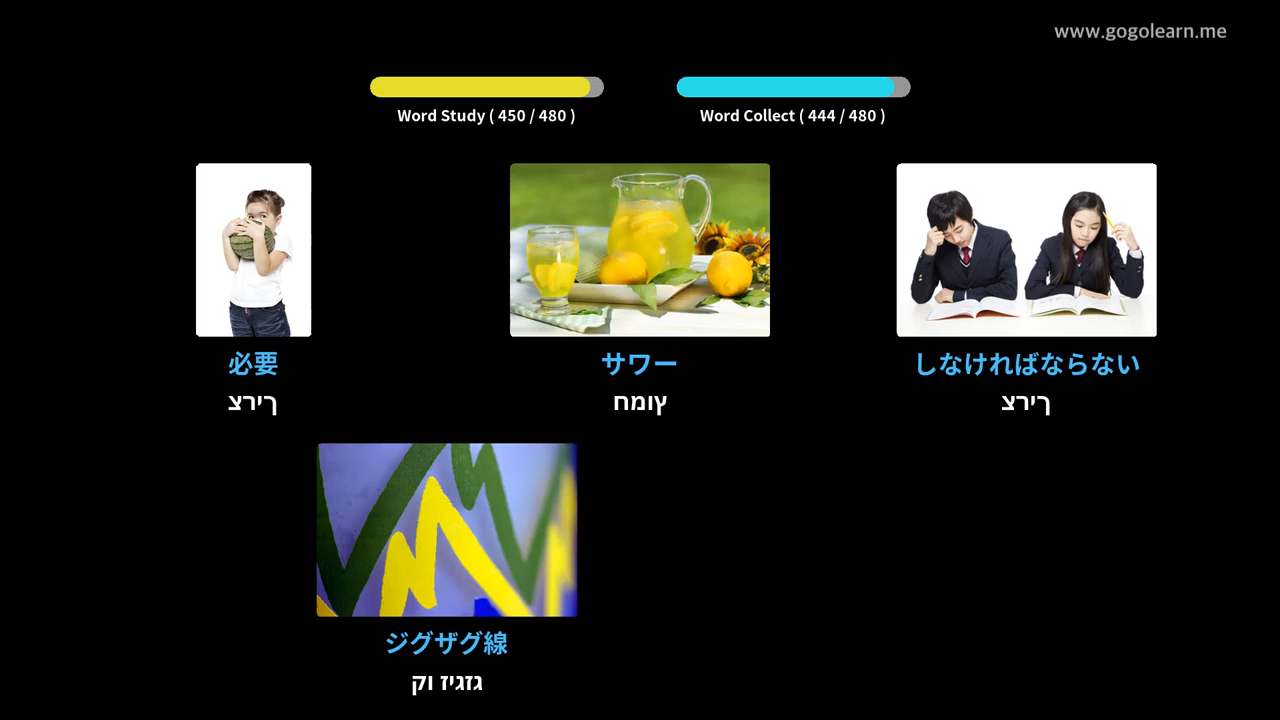 www.gogolearn.me
Word Study ( 450 / 480 )
Word Collect ( 444 / 480 )
必要
サワー
しなければならない
צריך
חמוץ
צריך
ジグザグ線
קו זיגזג